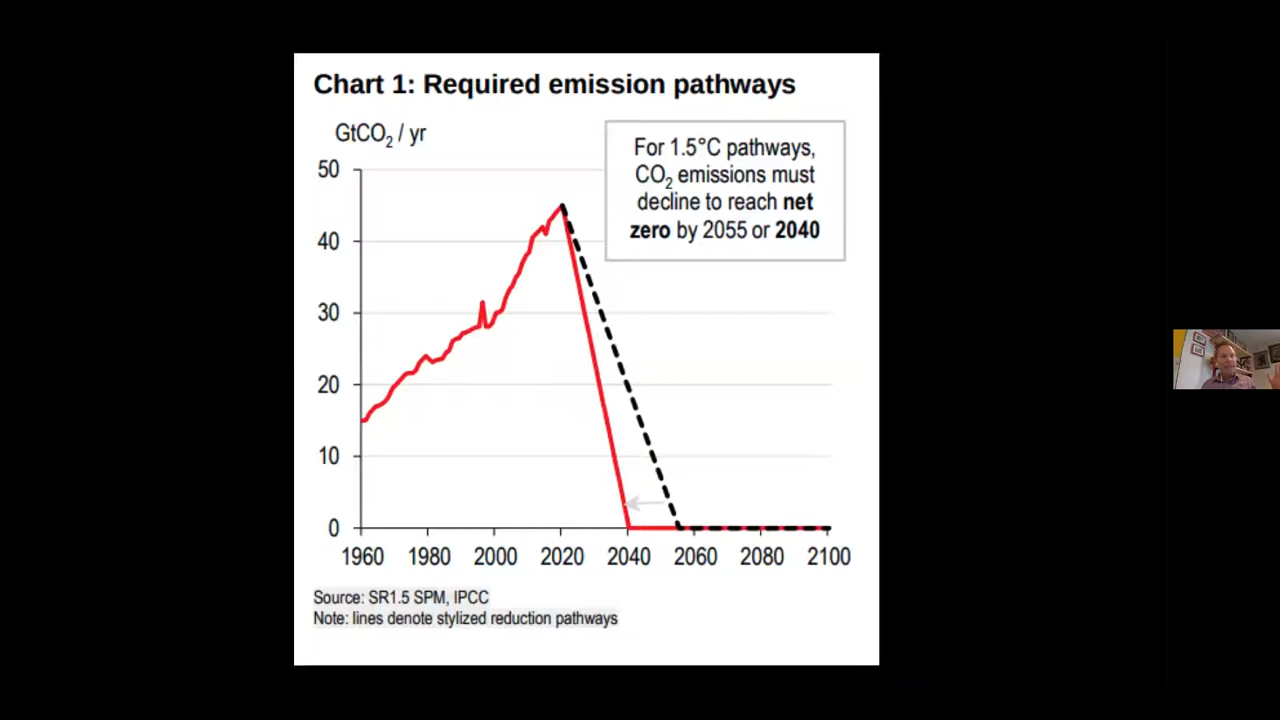 Chart 1: Required emission pathways
GtCO₂ / yr
For 1.5°C pathways,
CO₂ emissions must
decline to reach net
zero by 2055 or 2040
50
40
30
20
10
0
1960 1980 2000 2020 2040 2060 2080 2100
Source: SR1.5 SPM, IPCC
Note: lines denote stylized reduction pathways